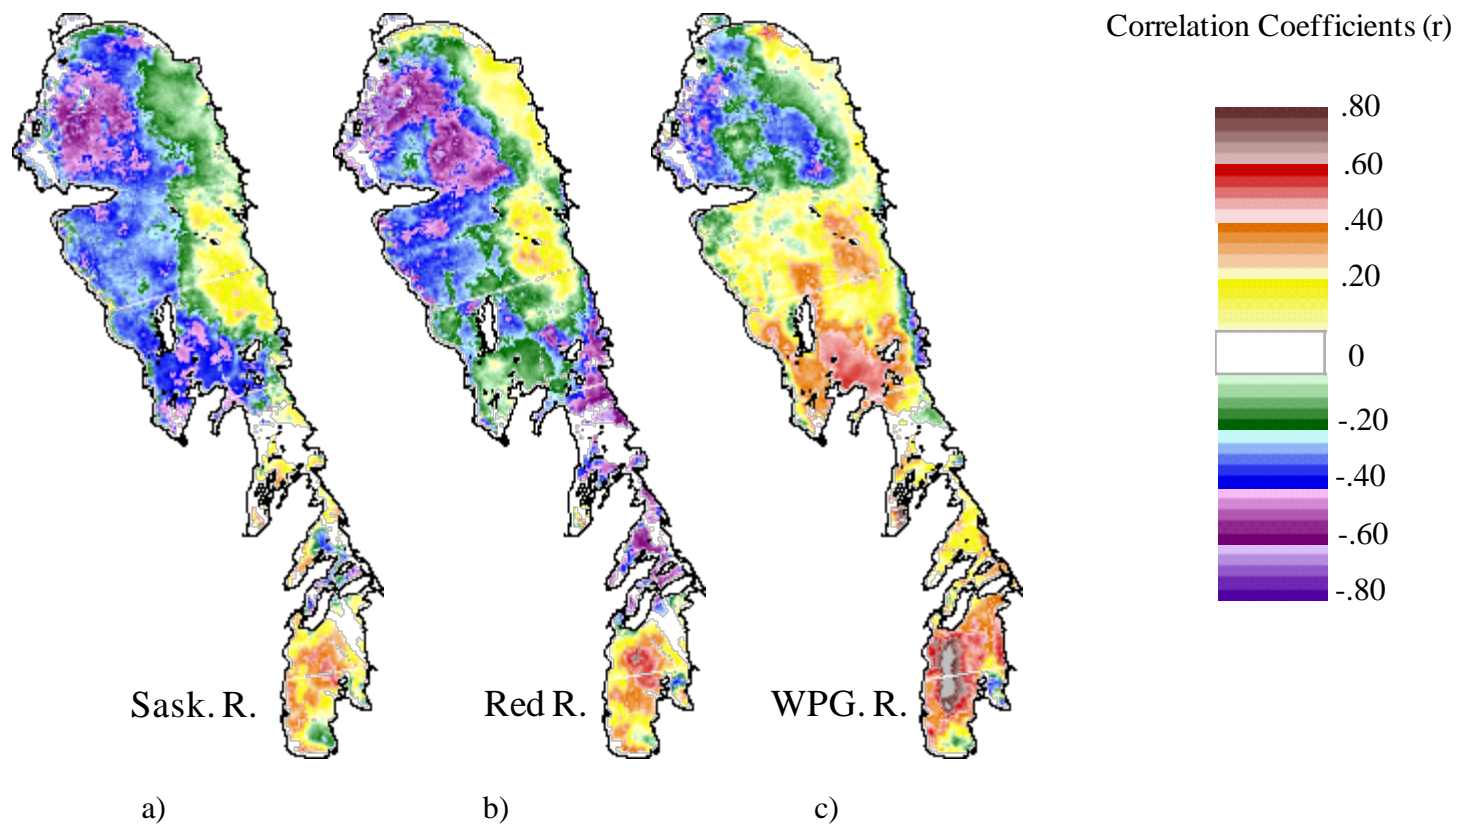 Correlation Coefficients (r)
.80
.60
.40
.20
0
-.20
-.40
-.60
-.80
Sask. R.
Red R.
WPG. R.
a)
b)
c)